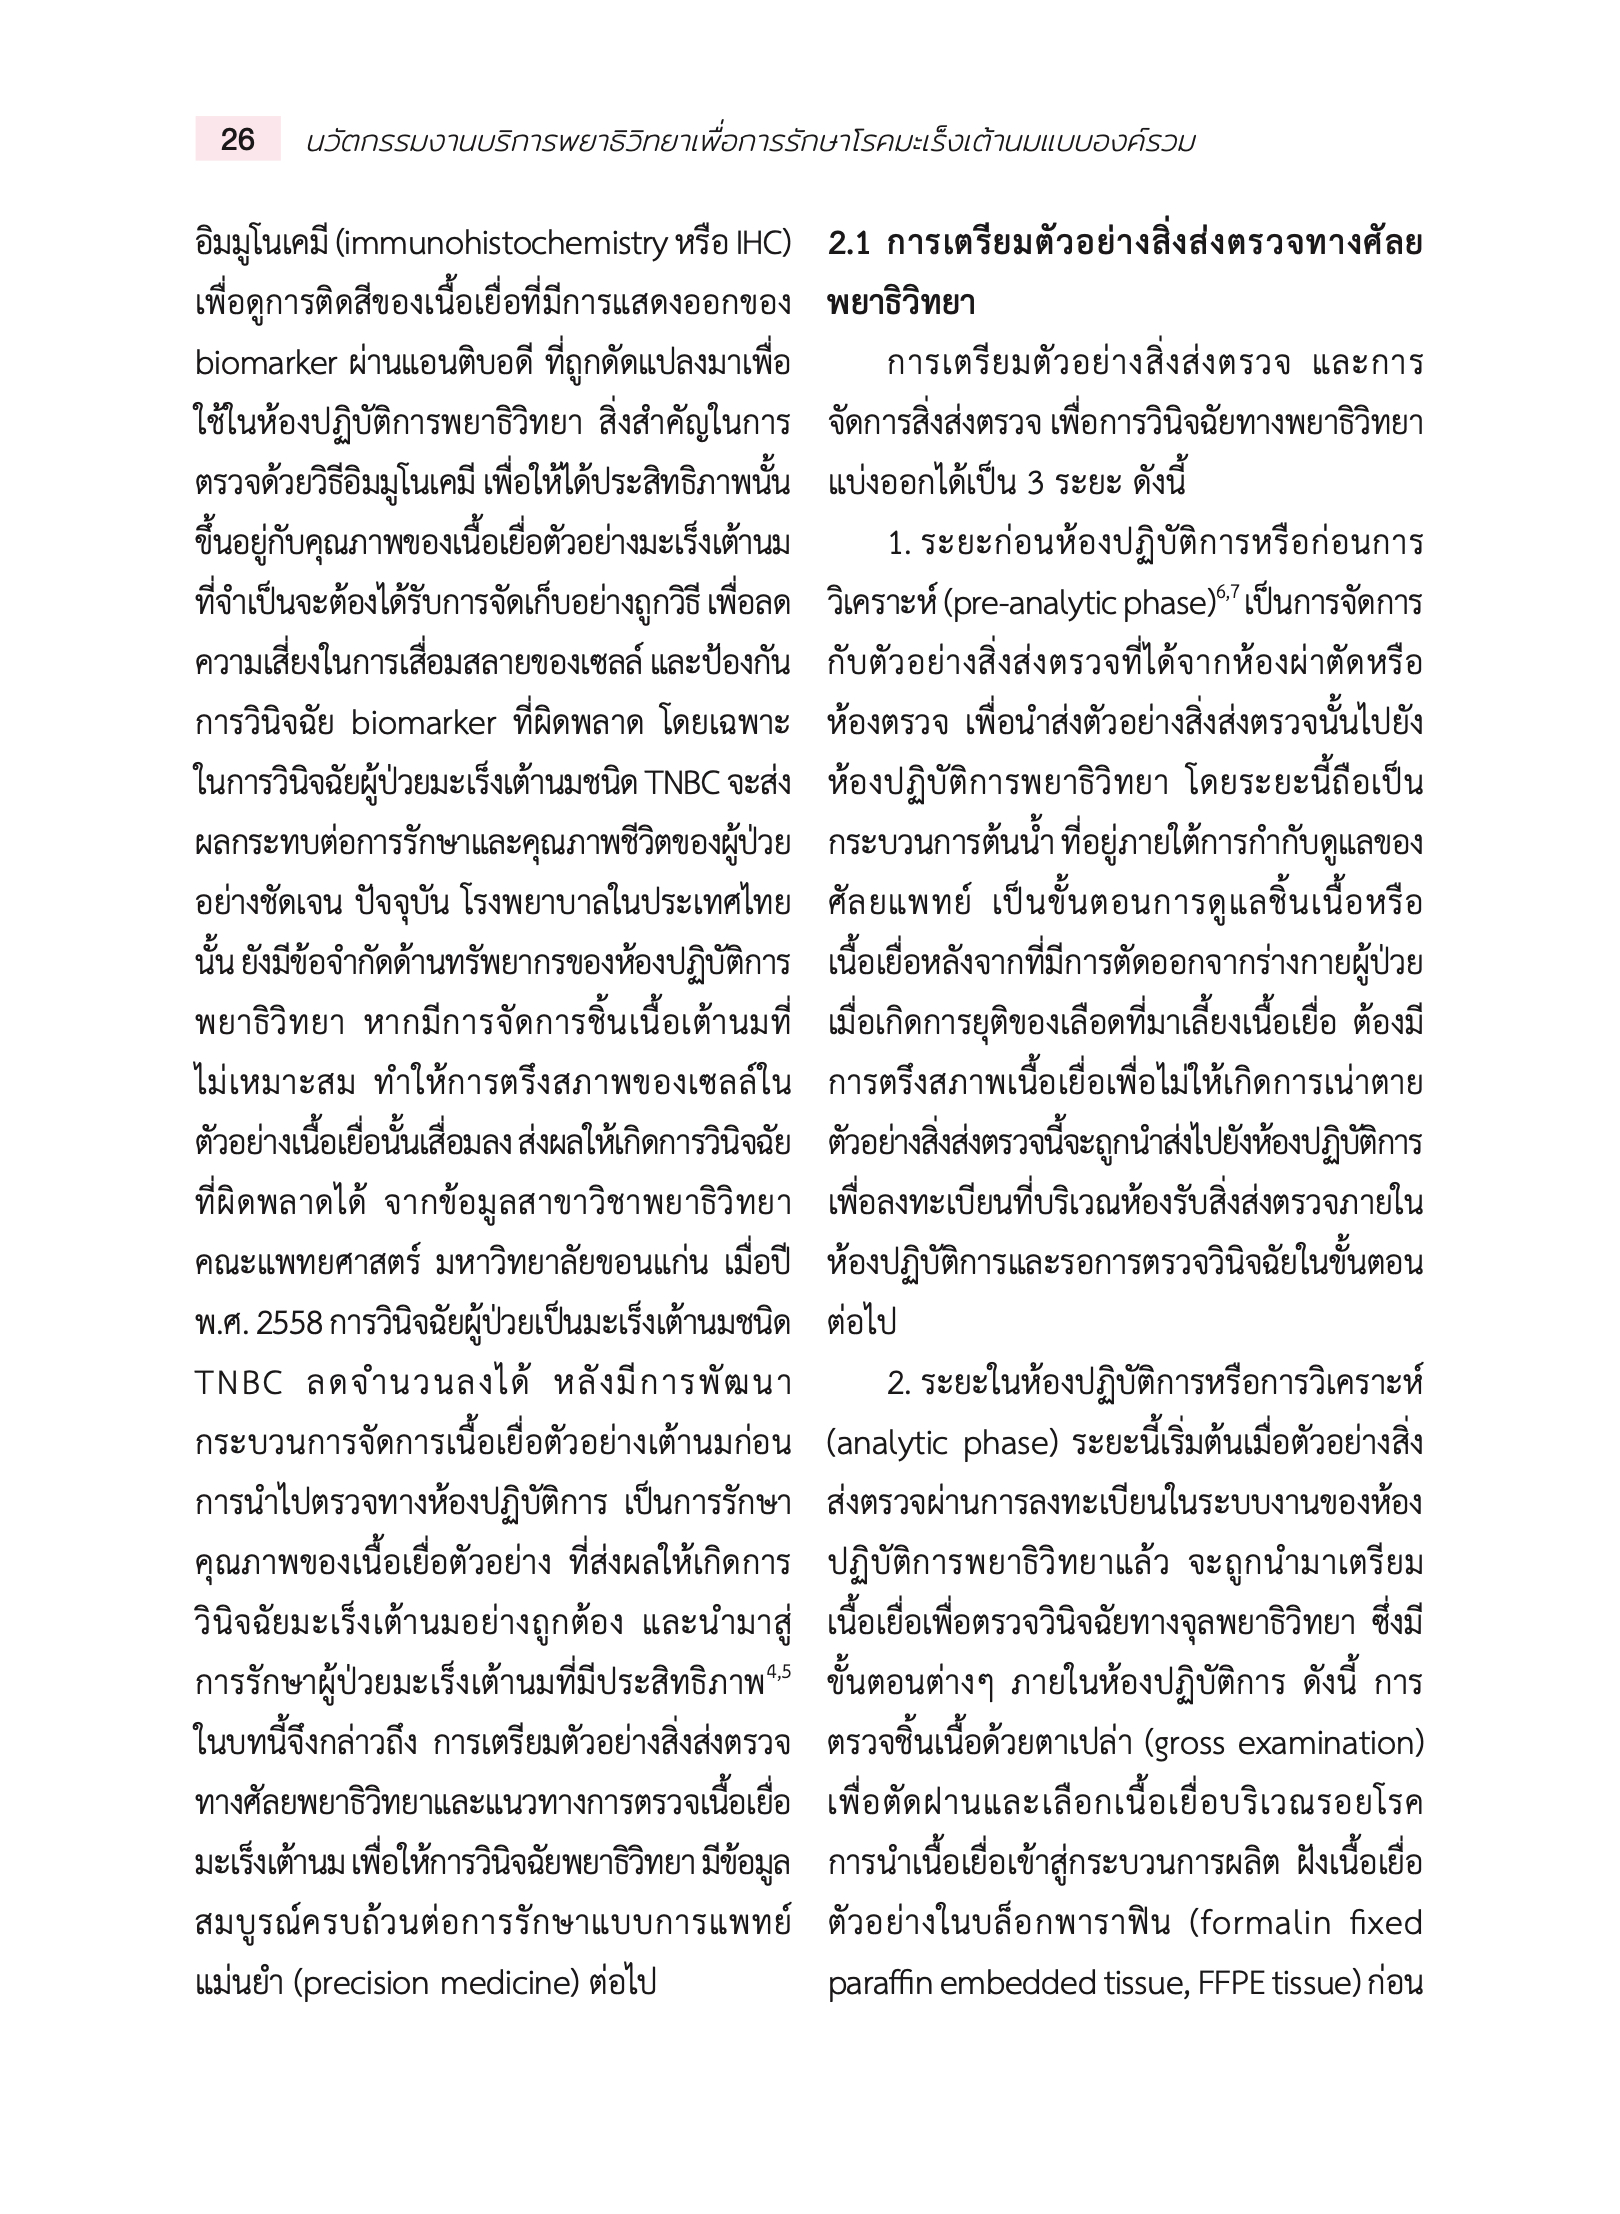 26 นวัตกรรมงานบริการพยาธิวิทยาเพื่อการรักษาโรคมะเร็งเต้านมแบบองค์รวม
อิมมูโนเคมี (immunohistochemistry หรือ IHC)
เพื่อดูการติดสีของเนื้อเยื่อที่มีการแสดงออกของ
biomarker ผ่านแอนติบอดี ที่ถูกดัดแปลงมาเพื่อ
ใช้ในห้องปฏิบัติการพยาธิวิทยา สิ่งสำคัญในการ
ตรวจด้วยวิธีอิมมูโนเคมี เพื่อให้ได้ประสิทธิภาพนั้น
ขึ้นอยู่กับคุณภาพของเนื้อเยื่อตัวอย่างมะเร็งเต้านม
ที่จำเป็นจะต้องได้รับการจัดเก็บอย่างถูกวิธี เพื่อลด
ความเสี่ยงในการเสื่อมสลายของเซลล์ และป้องกัน
การวินิจฉัย biomarker ที่ผิดพลาด โดยเฉพาะ
ในการวินิจฉัยผู้ป่วยมะเร็งเต้านมชนิด TNBC จะส่ง
ผลกระทบต่อการรักษาและคุณภาพชีวิตของผู้ป่วย
อย่างชัดเจน ปัจจุบัน โรงพยาบาลในประเทศไทย
นั้น ยังมีข้อจำกัดด้านทรัพยากรของห้องปฏิบัติการ
พยาธิวิทยา หากมีการจัดการชิ้นเนื้อเต้านมที่
ไม่เหมาะสม ทำให้การตรึงสภาพของเซลล์ใน
ตัวอย่างเนื้อเยื่อนั้นเสื่อมลง ส่งผลให้เกิดการวินิจฉัย
ที่ผิดพลาดได้ จากข้อมูลสาขาวิชาพยาธิวิทยา
คณะแพทยศาสตร์ มหาวิทยาลัยขอนแก่น เมื่อปี
พ.ศ. 2558 การวินิจฉัยผู้ป่วยเป็นมะเร็งเต้านมชนิด
TNBC ลดจำนวนลงได้ หลังมีการพัฒนา
กระบวนการจัดการเนื้อเยื่อตัวอย่างเต้านมก่อน
การนำไปตรวจทางห้องปฏิบัติการ เป็นการรักษา
คุณภาพของเนื้อเยื่อตัวอย่าง ที่ส่งผลให้เกิดการ
วินิจฉัยมะเร็งเต้านมอย่างถูกต้อง และนำมาสู่
การรักษาผู้ป่วยมะเร็งเต้านมที่มีประสิทธิภาพ4,5
ในบทนี้จึงกล่าวถึง การเตรียมตัวอย่างสิ่งส่งตรวจ
ทางศัลยพยาธิวิทยาและแนวทางการตรวจเนื้อเยื่อ
มะเร็งเต้านม เพื่อให้การวินิจฉัยพยาธิวิทยา มีข้อมูล
สมบูรณ์ครบถ้วนต่อการรักษาแบบการแพทย์
แม่นยำ (precision medicine) ต่อไป
2.1 การเตรียมตัวอย่างสิ่งส่งตรวจทางศัลย
พยาธิวิทยา
การเตรียมตัวอย่างสิ่งส่งตรวจ และการ
จัดการสิ่งส่งตรวจ เพื่อการวินิจฉัยทางพยาธิวิทยา
แบ่งออกได้เป็น 3 ระยะ ดังนี้
1. ระยะก่อนห้องปฏิบัติการหรือก่อนการ
วิเคราะห์ (pre-analytic phase)6,7 เป็นการจัดการ
กับตัวอย่างสิ่งส่งตรวจที่ได้จากห้องผ่าตัดหรือ
ห้องตรวจ เพื่อนำส่งตัวอย่างสิ่งส่งตรวจนั้นไปยัง
ห้องปฏิบัติการพยาธิวิทยา โดยระยะนี้ถือเป็น
กระบวนการต้นน้ำ ที่อยู่ภายใต้การกำกับดูแลของ
ศัลยแพทย์ เป็นขั้นตอนการดูแลชิ้นเนื้อหรือ
เนื้อเยื่อหลังจากที่มีการตัดออกจากร่างกายผู้ป่วย
เมื่อเกิดการยุติของเลือดที่มาเลี้ยงเนื้อเยื่อ ต้องมี
การตรึงสภาพเนื้อเยื่อเพื่อไม่ให้เกิดการเน่าตาย
ตัวอย่างสิ่งส่งตรวจนี้จะถูกนำส่งไปยังห้องปฏิบัติการ
เพื่อลงทะเบียนที่บริเวณห้องรับสิ่งส่งตรวจภายใน
ห้องปฏิบัติการและรอการตรวจวินิจฉัยในขั้นตอน
ต่อไป
2. ระยะในห้องปฏิบัติการหรือการวิเคราะห์
(analytic phase) ระยะนี้เริ่มต้นเมื่อตัวอย่างสิ่ง
ส่งตรวจผ่านการลงทะเบียนในระบบงานของห้อง
ปฏิบัติการพยาธิวิทยาแล้ว จะถูกนำมาเตรียม
เนื้อเยื่อเพื่อตรวจวินิจฉัยทางจุลพยาธิวิทยา ซึ่งมี
ขั้นตอนต่างๆ ภายในห้องปฏิบัติการ ดังนี้ การ
ตรวจชิ้นเนื้อด้วยตาเปล่า (gross examination)
เพื่อตัดผ่านและเลือกเนื้อเยื่อบริเวณรอยโรค
การนำเนื้อเยื่อเข้าสู่กระบวนการผลิต ฝังเนื้อเยื่อ
ตัวอย่างในบล็อกพาราฟิน (formalin fixed
paraffin embedded tissue, FFPE tissue) ก่อน